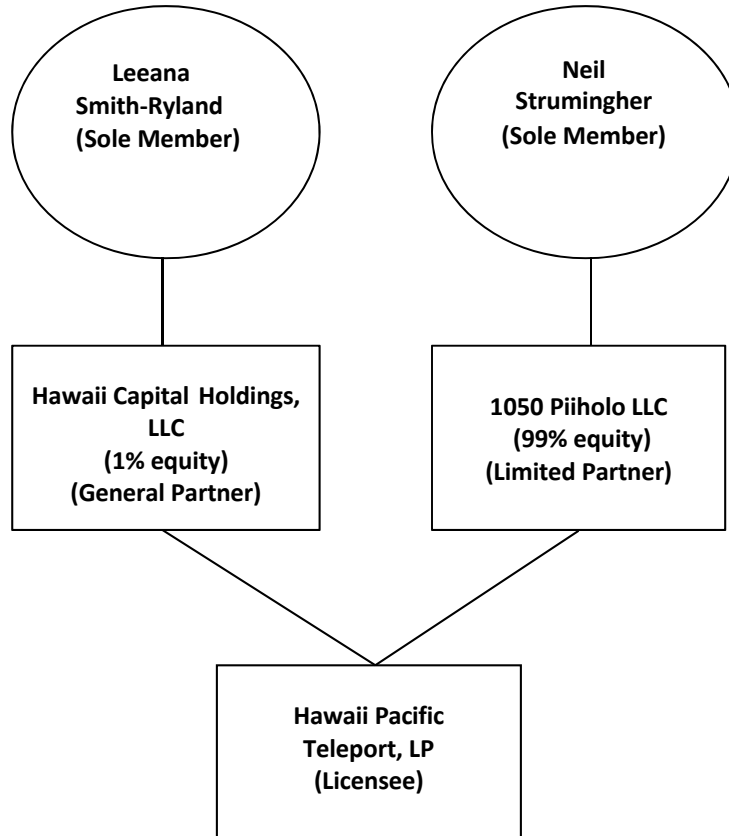 Leeana
Smith-Ryland
(Sole Member)
Neil
Strumingher
(Sole Member)
Hawaii Capital Holdings,
LLC
(1% equity)
(General Partner)
1050 Piiholo LLC
(99% equity)
(Limited Partner)
Hawaii Pacific
Teleport, LP
(Licensee)